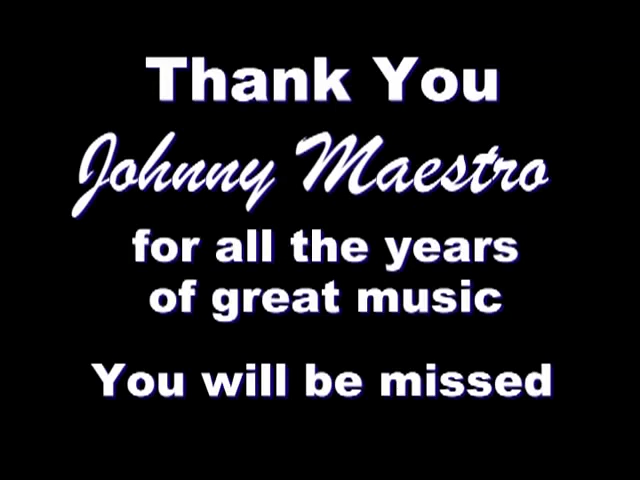 Thank You
Johnny Maestro
for all the years
of great music
You will be missed